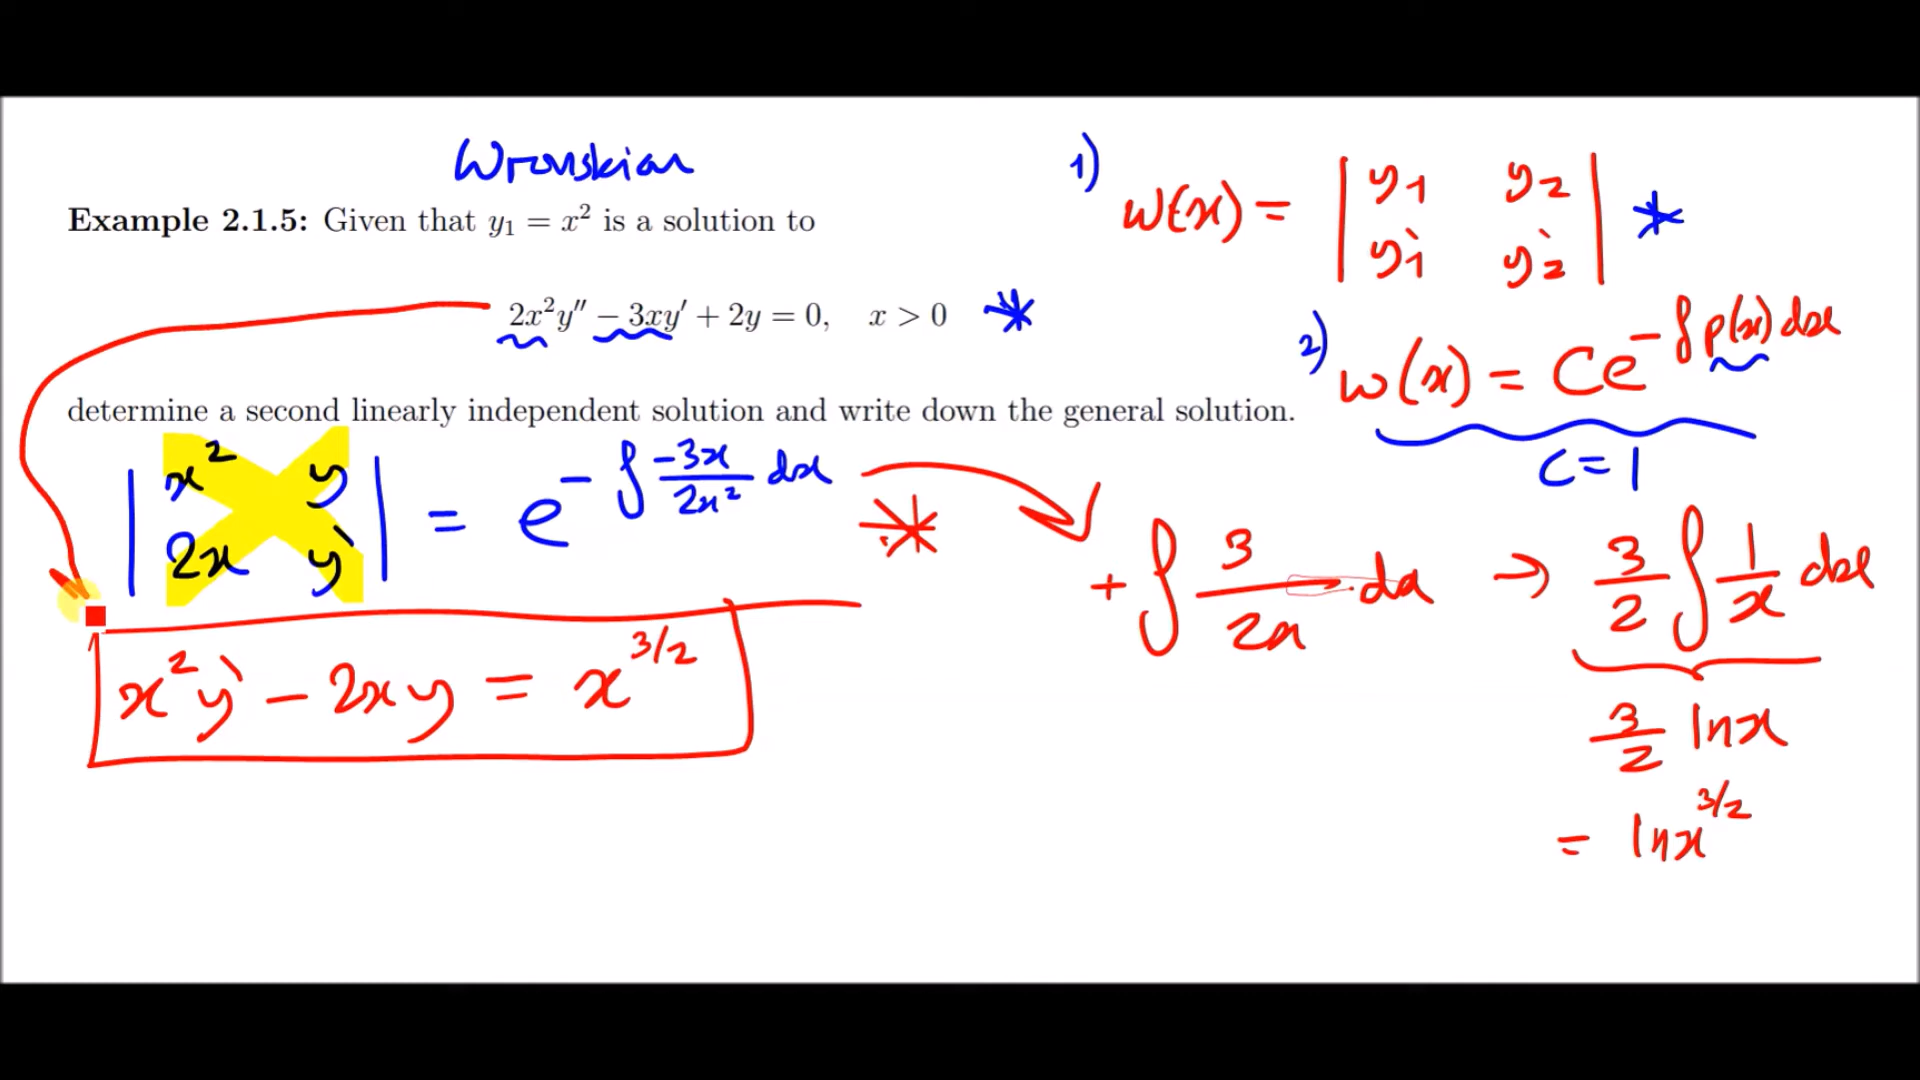 Wronskian
Example 2.1.5: Given that y₁ = x² is a solution to
2x²y″ − 3xy′ + 2y = 0, x > 0 *
determine a second linearly independent solution and write down the general solution.
| x² y |
| 2x y' | = e^(−∫ (−3x)/(2x²) dx) *
x²y' − 2xy = x^(3/2)
1) W(x) = | y₁ y₂ | *
| y₁' y₂' |
2) w(x) = Ce^(−∫p(x)dx)
C = 1
+ ∫ 3/(2x) dx → 3/2 ∫ 1/x dx
3/2 lnx
= lnx^(3/2)